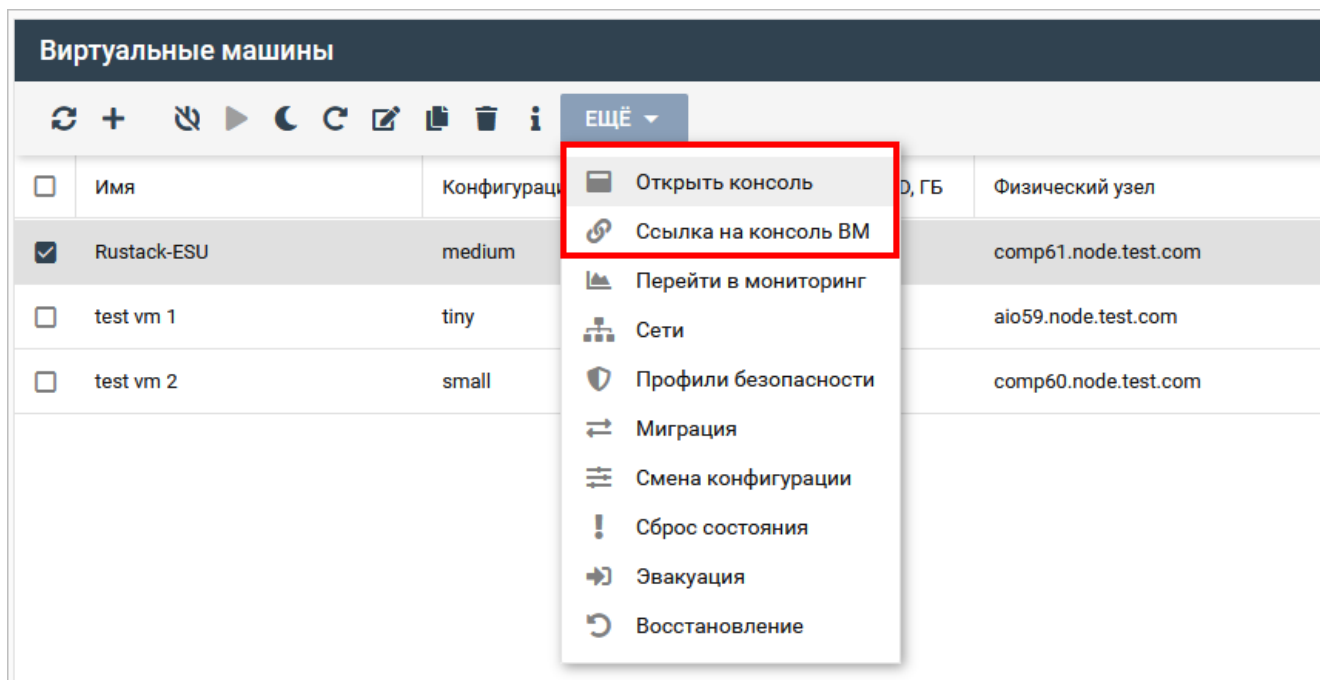 Виртуальные машины
ЕЩЁ
Имя
Физический узел
ГБ
Открыть консоль
Rustack-ESU medium comp61.node.test.com
Ссылка на консоль ВМ
Перейти в мониторинг
test vm 1 tiny aio59.node.test.com
Сети
test vm 2 small comp60.node.test.com
Профили безопасности
Миграция
Смена конфигурации
Сброс состояния
Эвакуация
Восстановление